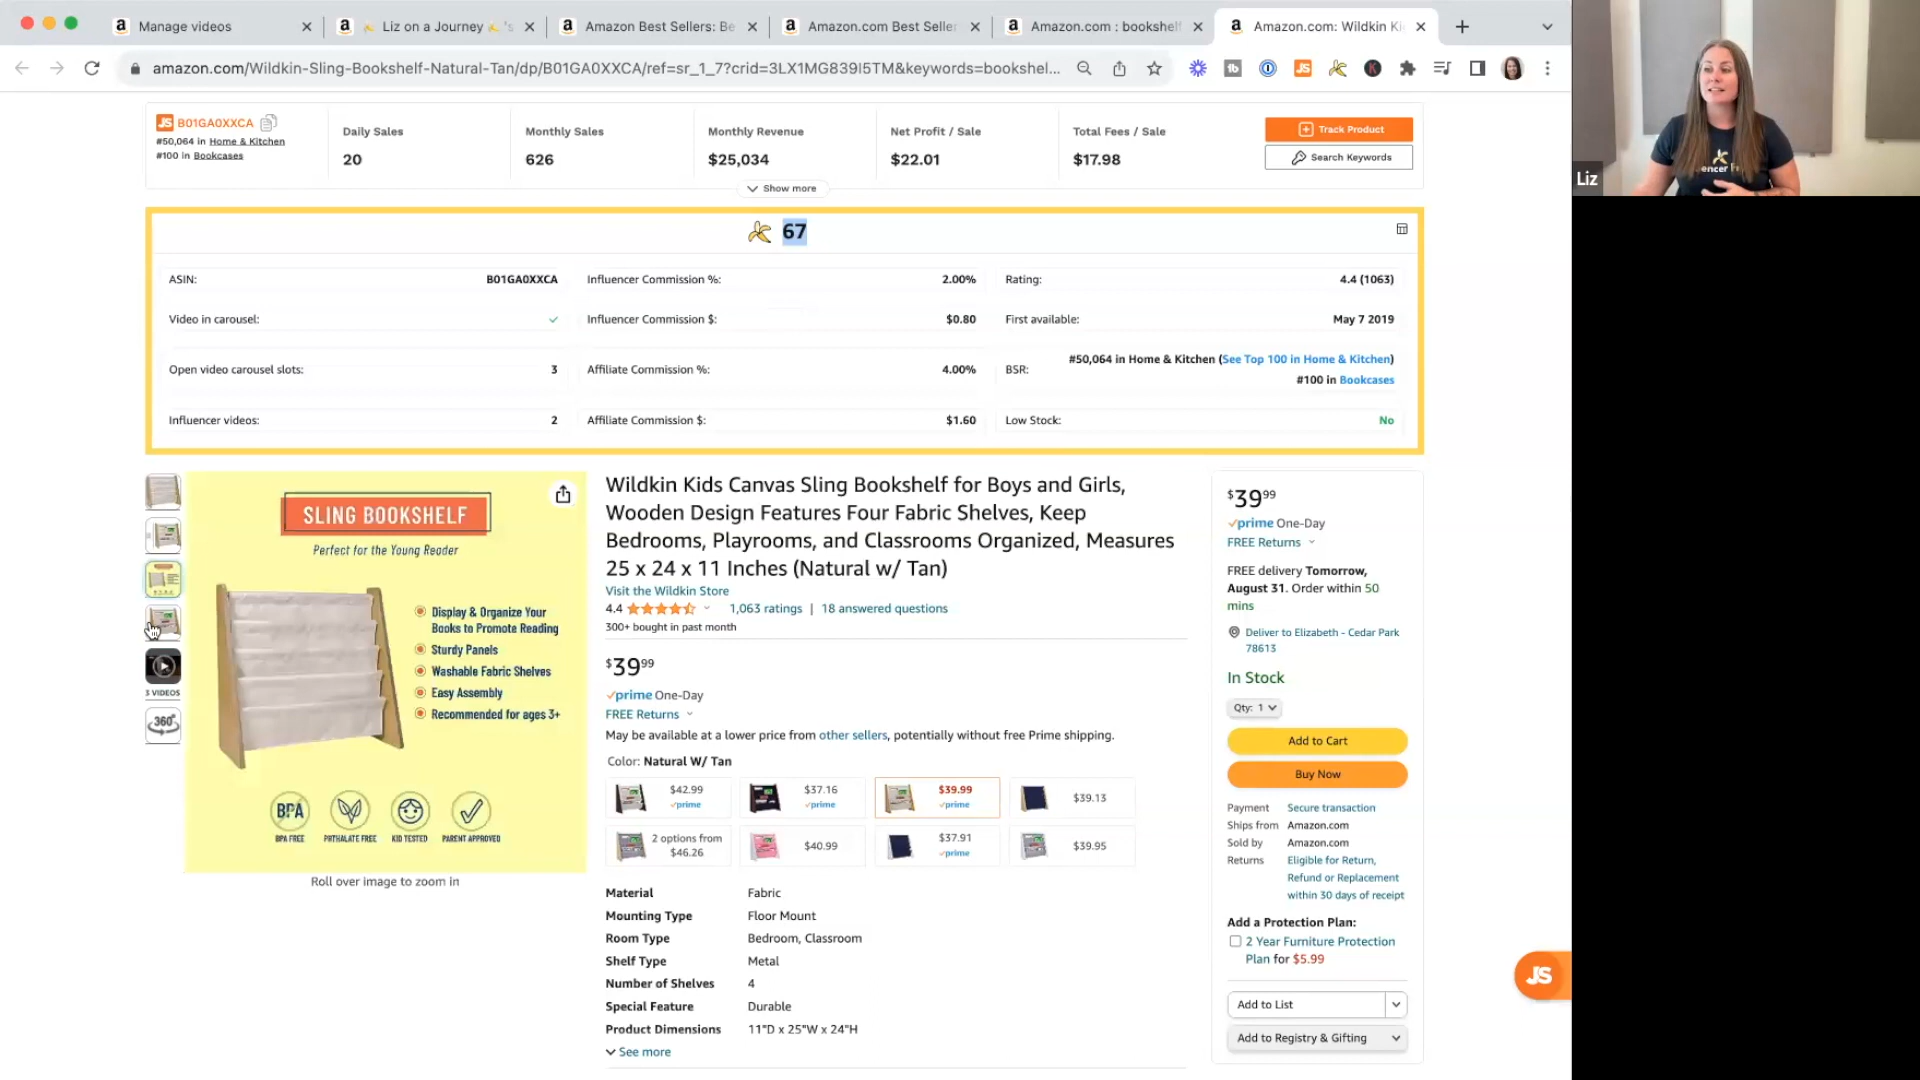 Manage videos
Liz on a Journey 's
Amazon Best Sellers: Be
Amazon.com Best Seller
Amazon.com : bookshelf
Amazon.com: Wildkin Ki
amazon.com/Wildkin-Sling-Bookshelf-Natural-Tan/dp/B01GA0XXCA/ref=sr_1_7?crid=3LX1MG839I5TM&keywords=bookshel...
JS B01GA0XXCA
#50,064 in Home & Kitchen
#100 in Bookcases
Daily Sales
20
Monthly Sales
626
Monthly Revenue
$25,034
Net Profit / Sale
$22.01
Total Fees / Sale
$17.98
Track Product
Search Keywords
Show more
67
ASIN: B01GA0XXCA
Influencer Commission %: 2.00%
Rating: 4.4 (1063)
Video in carousel:
Influencer Commission $: $0.80
First available: May 7 2019
Open video carousel slots: 3
Affiliate Commission %: 4.00%
BSR: #50,064 in Home & Kitchen (See Top 100 in Home & Kitchen)
#100 in Bookcases
Influencer videos: 2
Affiliate Commission $: $1.60
Low Stock: No
3 VIDEOS
360°
SLING BOOKSHELF
Perfect for the Young Reader
Display & Organize Your
Books to Promote Reading
Sturdy Panels
Washable Fabric Shelves
Easy Assembly
Recommended for ages 3+
BPA
BPA FREE
PHTHALATE FREE
KID TESTED
PARENT APPROVED
Roll over image to zoom in
Wildkin Kids Canvas Sling Bookshelf for Boys and Girls,
Wooden Design Features Four Fabric Shelves, Keep
Bedrooms, Playrooms, and Classrooms Organized, Measures
25 x 24 x 11 Inches (Natural w/ Tan)
Visit the Wildkin Store
4.4 1,063 ratings | 18 answered questions
300+ bought in past month
$39 99
prime One-Day
FREE Returns
May be available at a lower price from other sellers, potentially without free Prime shipping.
Color: Natural W/ Tan
$42.99
prime
$37.16
prime
$39.99
prime
$39.13
2 options from
$46.26
$40.99
$37.91
prime
$39.95
Material Fabric
Mounting Type Floor Mount
Room Type Bedroom, Classroom
Shelf Type Metal
Number of Shelves 4
Special Feature Durable
Product Dimensions 11"D x 25"W x 24"H
See more
$39 99
prime One-Day
FREE Returns
FREE delivery Tomorrow,
August 31. Order within 50
mins
Deliver to Elizabeth - Cedar Park
78613
In Stock
Qty: 1
Add to Cart
Buy Now
Payment Secure transaction
Ships from Amazon.com
Sold by Amazon.com
Returns Eligible for Return,
Refund or Replacement
within 30 days of receipt
Add a Protection Plan:
2 Year Furniture Protection
Plan for $5.99
Add to List
Add to Registry & Gifting
JS
Liz